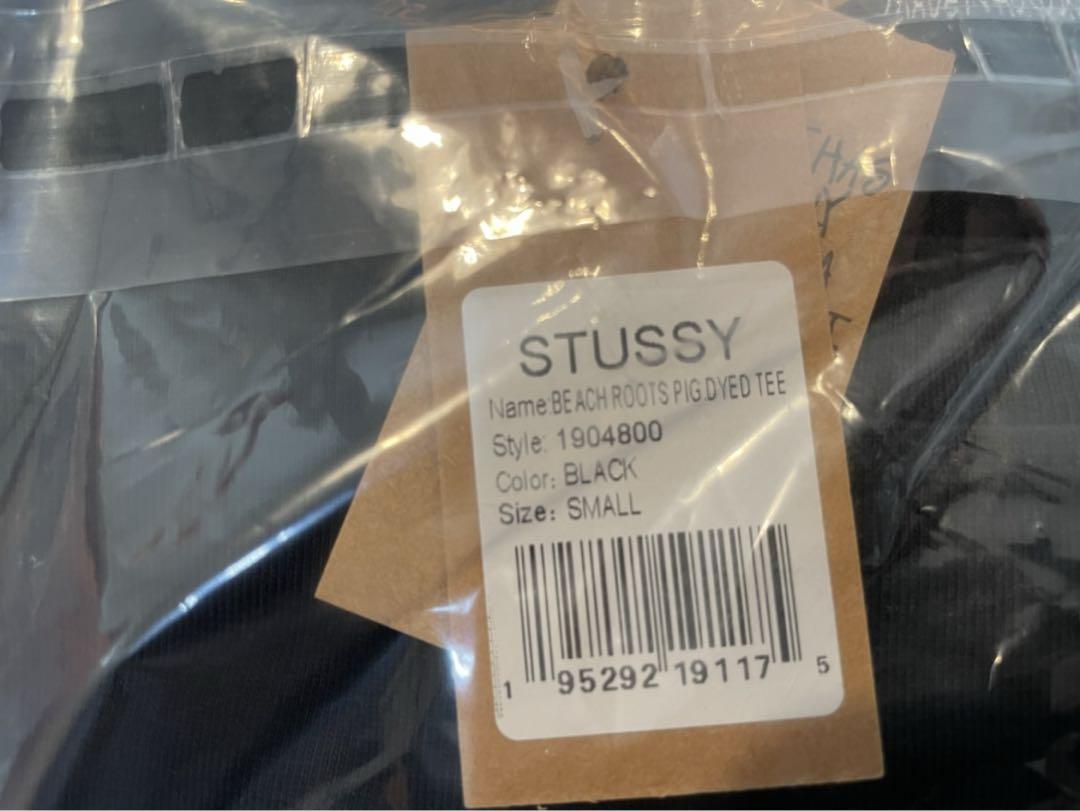 STUSSY
Name:BEACH ROOTS PIG.DYED TEE
Style: 1904800
Color: BLACK
Size: SMALL
1 95292 19117 5